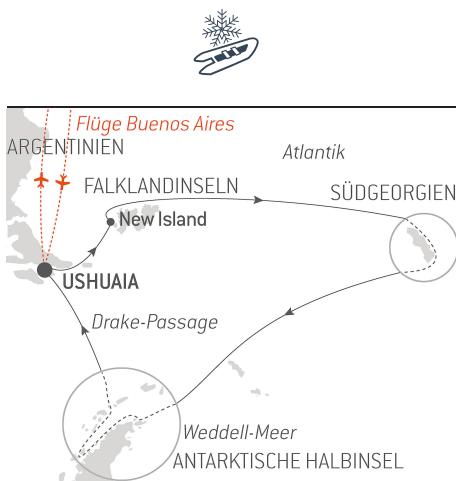 Flüge Buenos Aires
ARGENTINIEN
Atlantik
FALKLANDINSELN
SÜDGEORGIEN
New Island
USHUAIA
Drake-Passage
Weddell-Meer
ANTARKTISCHE HALBINSEL